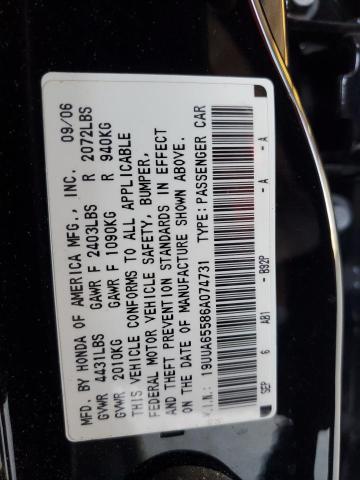 MFD. BY HONDA OF AMERICA MFG., INC. 09/06
GVWR 4431LBS GAWR F 2403LBS R 2072LBS
GVWR 2010KG GAWR F 1090KG R 940KG
THIS VEHICLE CONFORMS TO ALL APPLICABLE
FEDERAL MOTOR VEHICLE SAFETY, BUMPER,
AND THEFT PREVENTION STANDARDS IN EFFECT
ON THE DATE OF MANUFACTURE SHOWN ABOVE.
V.I.N.: 19UUA65586A074731 TYPE:PASSENGER CAR
SEP 6 AB1 - B92P - A - A